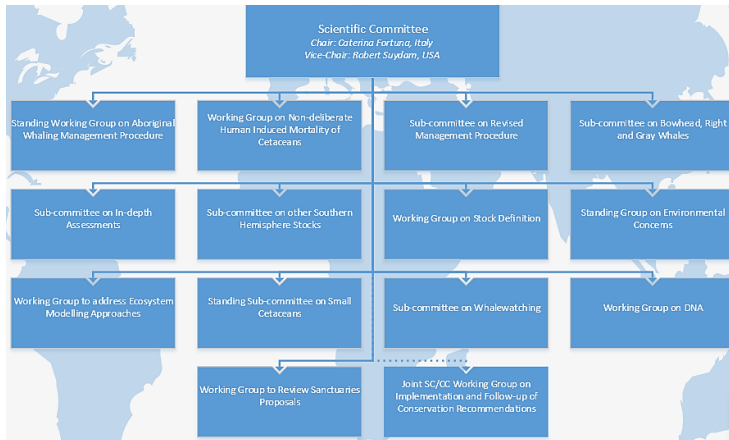 Scientific Committee
Chair: Caterina Fortuna, Italy
Vice-Chair: Robert Suydam, USA
Standing Working Group on Aboriginal
Whaling Management Procedure
Working Group on Non-deliberate
Human Induced Mortality of
Cetaceans
Sub-committee on Revised
Management Procedure
Sub-committee on Bowhead, Right
and Gray Whales
Sub-committee on In-depth
Assessments
Sub-committee on other Southern
Hemisphere Stocks
Working Group on Stock Definition
Standing Group on Environmental
Concerns
Working Group to address Ecosystem
Modelling Approaches
Standing Sub-committee on Small
Cetaceans
Sub-committee on Whalewatching
Working Group on DNA
Working Group to Review Sanctuaries
Proposals
Joint SC/CC Working Group on
Implementation and Follow-up of
Conservation Recommendations